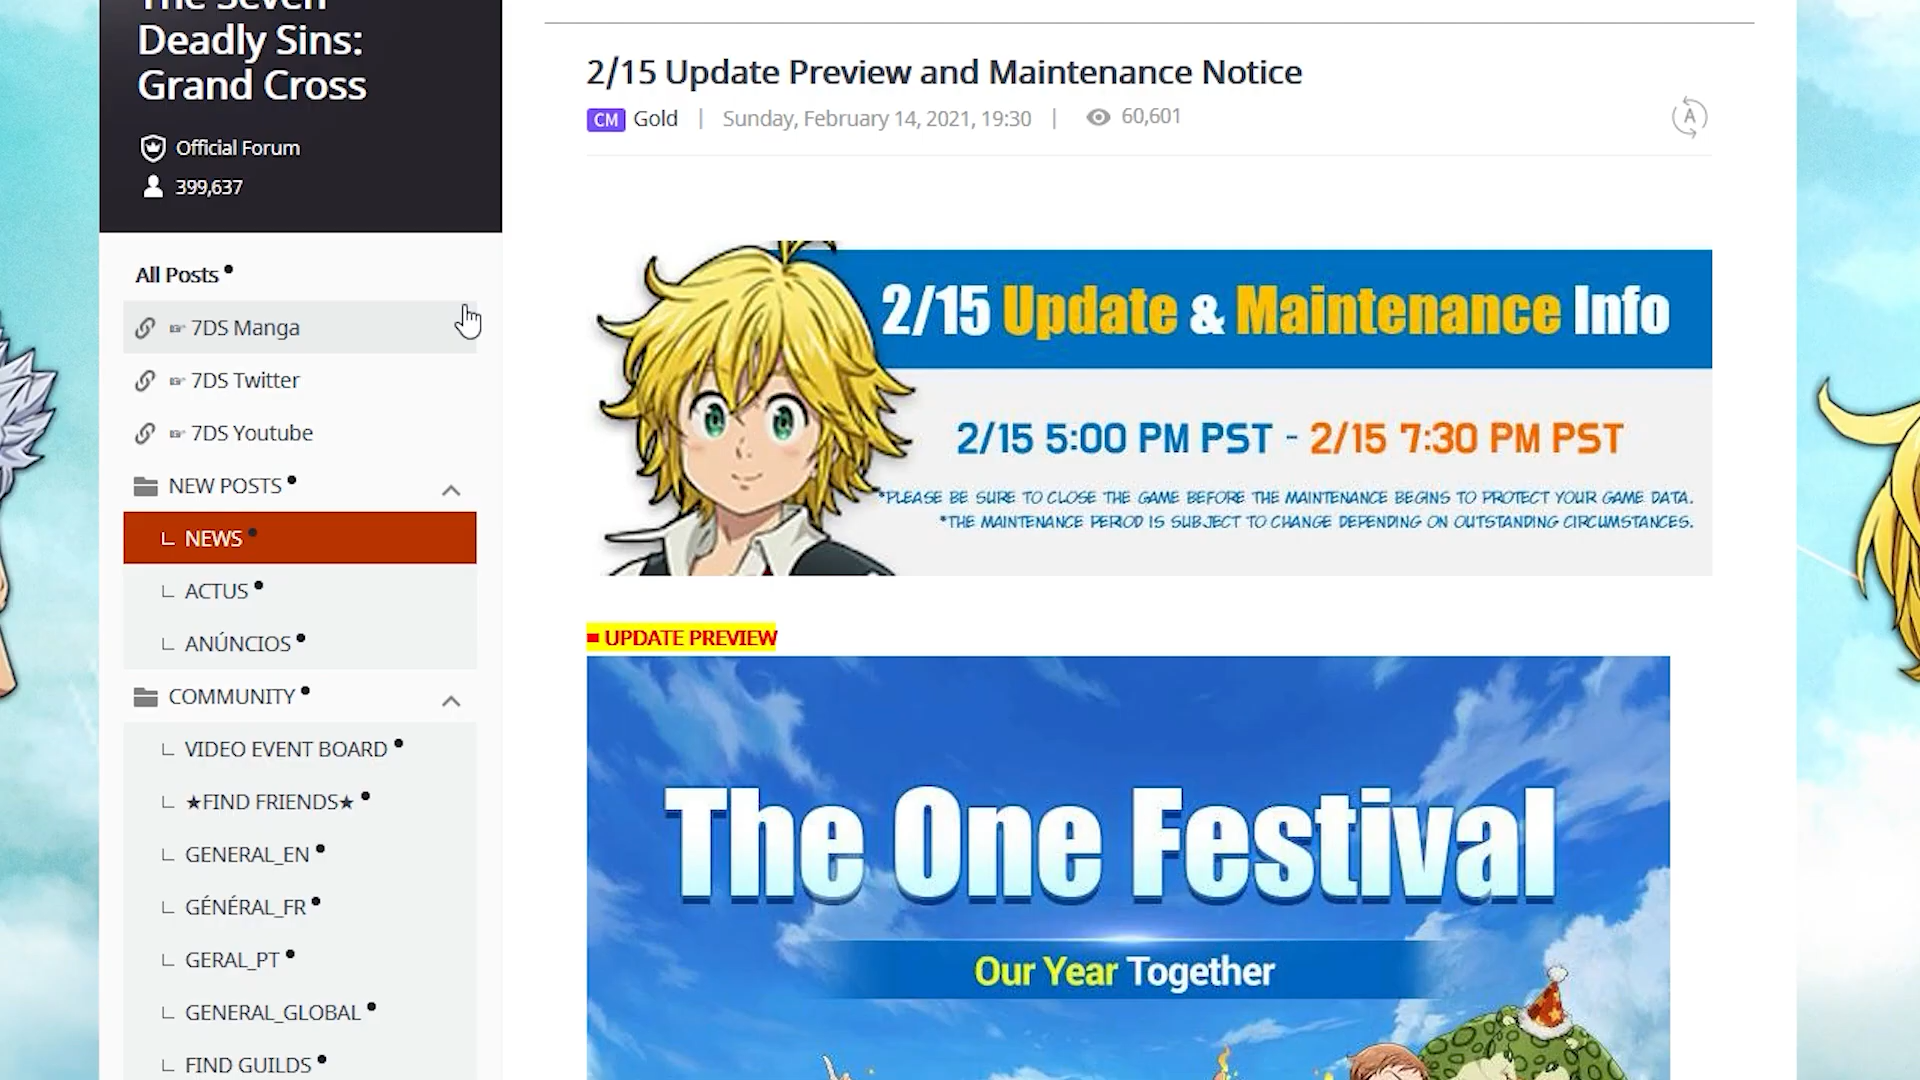 The Seven
Deadly Sins:
Grand Cross
Official Forum
399,637
All Posts
7DS Manga
7DS Twitter
7DS Youtube
NEW POSTS
NEWS
ACTUS
ANÚNCIOS
COMMUNITY
VIDEO EVENT BOARD
★FIND FRIENDS★
GENERAL_EN
GÉNÉRAL_FR
GERAL_PT
GENERAL_GLOBAL
FIND GUILDS
2/15 Update Preview and Maintenance Notice
CM Gold | Sunday, February 14, 2021, 19:30 | 60,601
A
2/15 Update & Maintenance Info
2/15 5:00 PM PST - 2/15 7:30 PM PST
*PLEASE BE SURE TO CLOSE THE GAME BEFORE THE MAINTENANCE BEGINS TO PROTECT YOUR GAME DATA.
*THE MAINTENANCE PERIOD IS SUBJECT TO CHANGE DEPENDING ON OUTSTANDING CIRCUMSTANCES.
■ UPDATE PREVIEW
The One Festival
Our Year Together